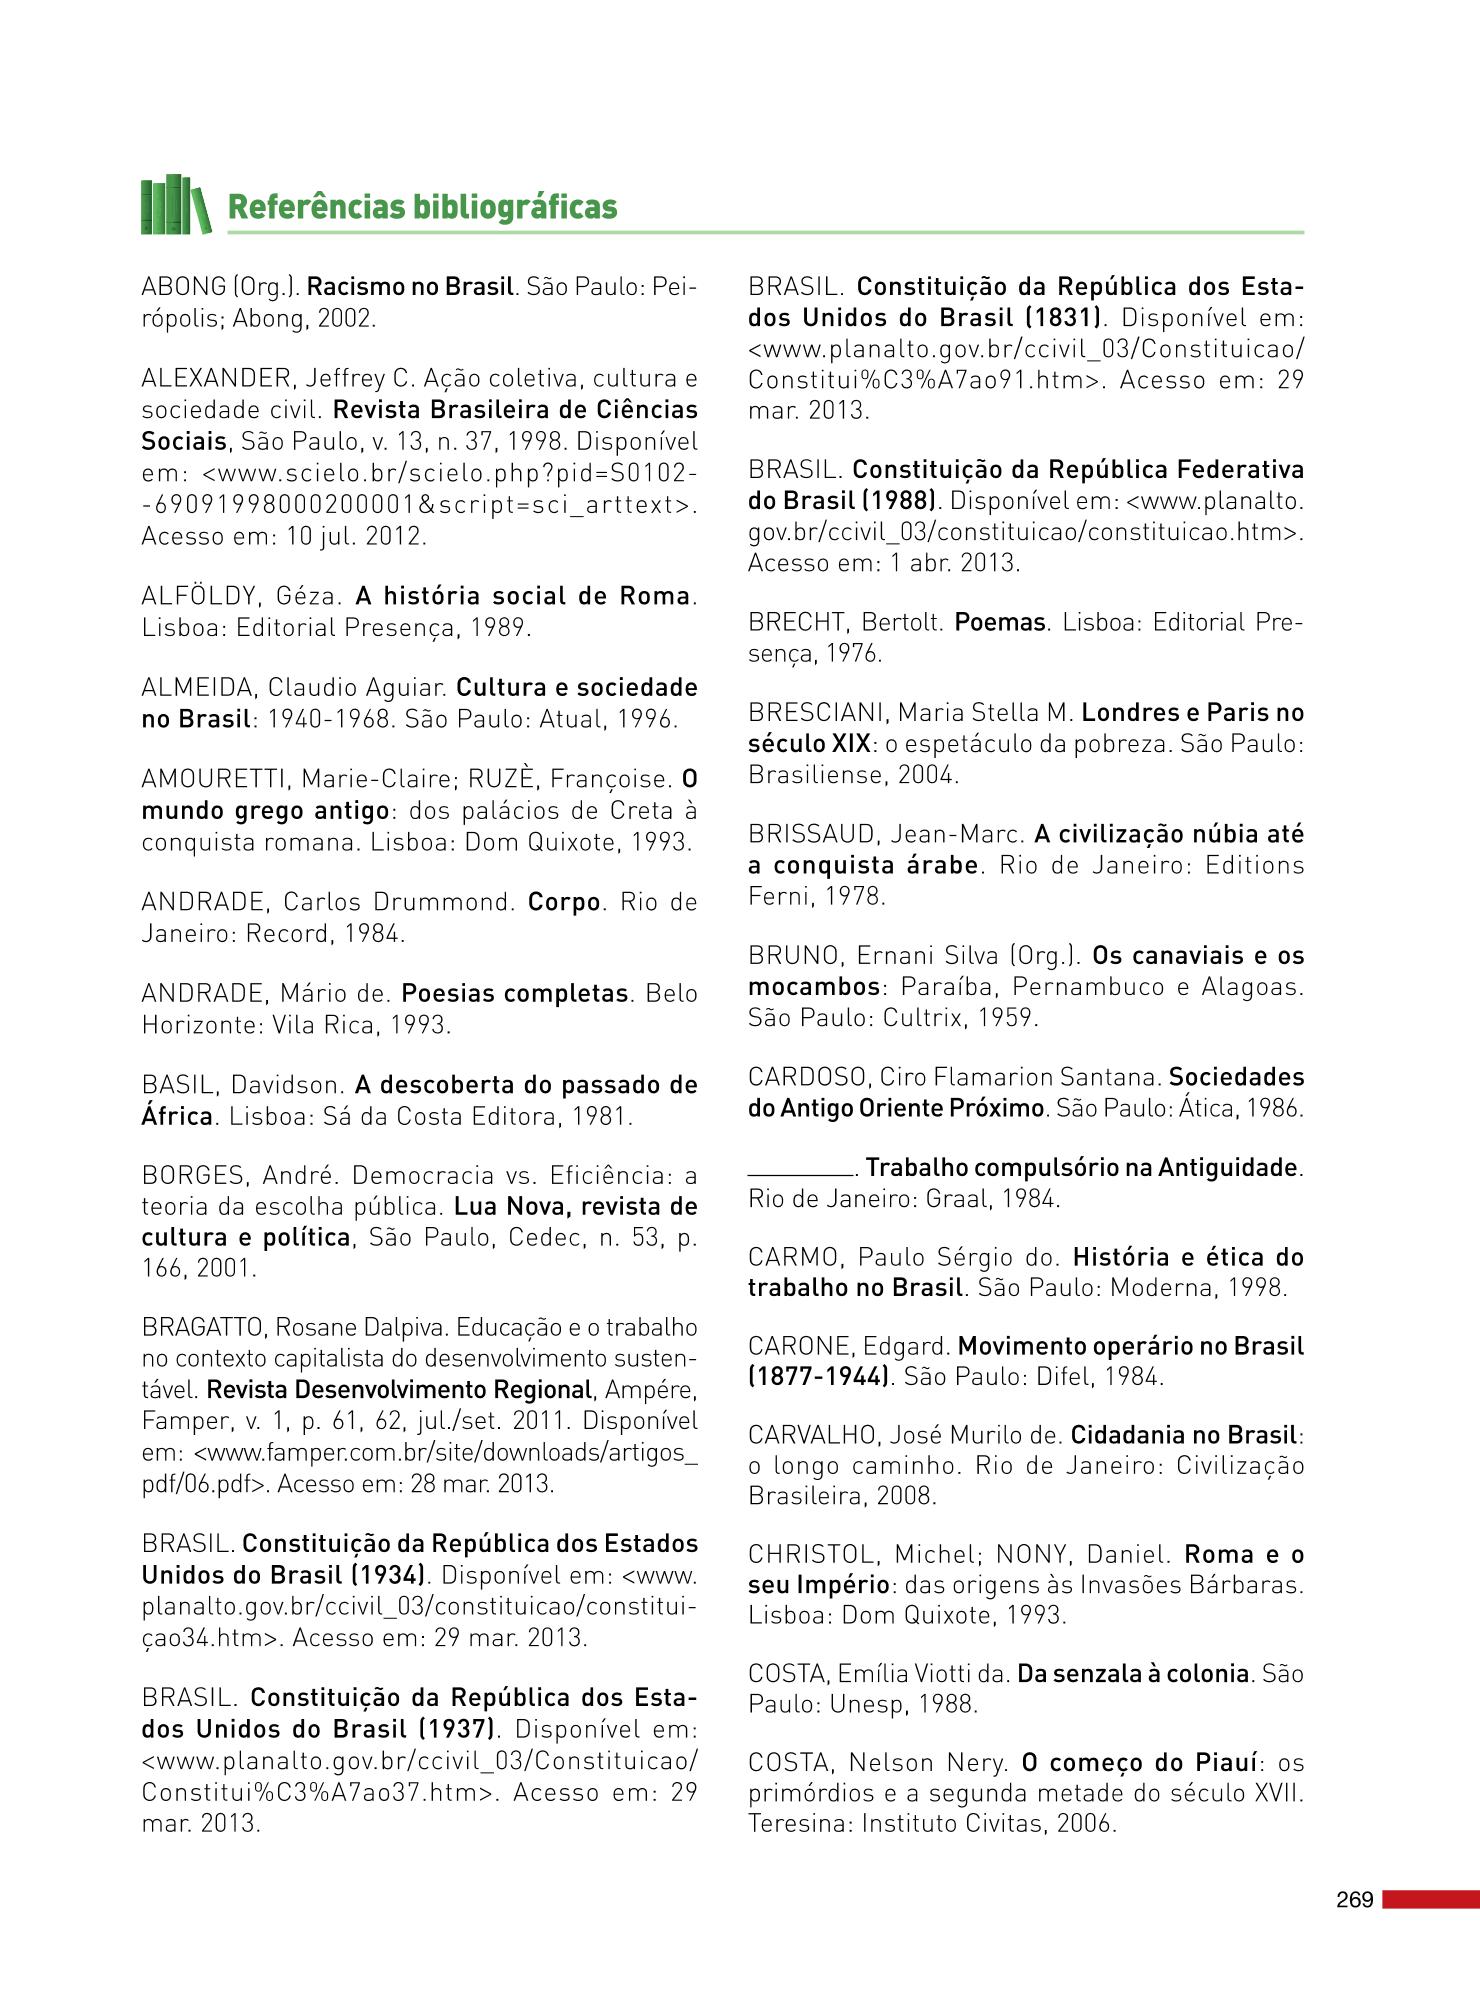 Referências bibliográficas
ABONG (Org.). Racismo no Brasil. São Paulo: Pei-
rópolis; Abong, 2002.
ALEXANDER, Jeffrey C. Ação coletiva, cultura e
sociedade civil. Revista Brasileira de Ciências
Sociais, São Paulo, v. 13, n. 37, 1998. Disponível
em: <www.scielo.br/scielo.php?pid=S0102-
-69091998000200001&script=sci_arttext>.
Acesso em: 10 jul. 2012.
ALFÖLDY, Géza. A história social de Roma.
Lisboa: Editorial Presença, 1989.
ALMEIDA, Claudio Aguiar. Cultura e sociedade
no Brasil: 1940-1968. São Paulo: Atual, 1996.
AMOURETTI, Marie-Claire; RUZÈ, Françoise. O
mundo grego antigo: dos palácios de Creta à
conquista romana. Lisboa: Dom Quixote, 1993.
ANDRADE, Carlos Drummond. Corpo. Rio de
Janeiro: Record, 1984.
ANDRADE, Mário de. Poesias completas. Belo
Horizonte: Vila Rica, 1993.
BASIL, Davidson. A descoberta do passado de
África. Lisboa: Sá da Costa Editora, 1981.
BORGES, André. Democracia vs. Eficiência: a
teoria da escolha pública. Lua Nova, revista de
cultura e política, São Paulo, Cedec, n. 53, p.
166, 2001.
BRAGATTO, Rosane Dalpiva. Educação e o trabalho
no contexto capitalista do desenvolvimento susten-
tável. Revista Desenvolvimento Regional, Ampére,
Famper, v. 1, p. 61, 62, jul./set. 2011. Disponível
em: <www.famper.com.br/site/downloads/artigos_
pdf/06.pdf>. Acesso em: 28 mar. 2013.
BRASIL. Constituição da República dos Estados
Unidos do Brasil (1934). Disponível em: <www.
planalto.gov.br/ccivil_03/constituicao/constitui-
çao34.htm>. Acesso em: 29 mar. 2013.
BRASIL. Constituição da República dos Esta-
dos Unidos do Brasil (1937). Disponível em:
<www.planalto.gov.br/ccivil_03/Constituicao/
Constitui%C3%A7ao37.htm>. Acesso em: 29
mar. 2013.
BRASIL. Constituição da República dos Esta-
dos Unidos do Brasil (1831). Disponível em:
<www.planalto.gov.br/ccivil_03/Constituicao/
Constitui%C3%A7ao91.htm>. Acesso em: 29
mar. 2013.
BRASIL. Constituição da República Federativa
do Brasil (1988). Disponível em: <www.planalto.
gov.br/ccivil_03/constituicao/constituicao.htm>.
Acesso em: 1 abr. 2013.
BRECHT, Bertolt. Poemas. Lisboa: Editorial Pre-
sença, 1976.
BRESCIANI, Maria Stella M. Londres e Paris no
século XIX: o espetáculo da pobreza. São Paulo:
Brasiliense, 2004.
BRISSAUD, Jean-Marc. A civilização núbia até
a conquista árabe. Rio de Janeiro: Editions
Ferni, 1978.
BRUNO, Ernani Silva (Org.). Os canaviais e os
mocambos: Paraíba, Pernambuco e Alagoas.
São Paulo: Cultrix, 1959.
CARDOSO, Ciro Flamarion Santana. Sociedades
do Antigo Oriente Próximo. São Paulo: Ática, 1986.
________. Trabalho compulsório na Antiguidade.
Rio de Janeiro: Graal, 1984.
CARMO, Paulo Sérgio do. História e ética do
trabalho no Brasil. São Paulo: Moderna, 1998.
CARONE, Edgard. Movimento operário no Brasil
(1877-1944). São Paulo: Difel, 1984.
CARVALHO, José Murilo de. Cidadania no Brasil:
o longo caminho. Rio de Janeiro: Civilização
Brasileira, 2008.
CHRISTOL, Michel; NONY, Daniel. Roma e o
seu Império: das origens às Invasões Bárbaras.
Lisboa: Dom Quixote, 1993.
COSTA, Emília Viotti da. Da senzala à colonia. São
Paulo: Unesp, 1988.
COSTA, Nelson Nery. O começo do Piauí: os
primórdios e a segunda metade do século XVII.
Teresina: Instituto Civitas, 2006.
269